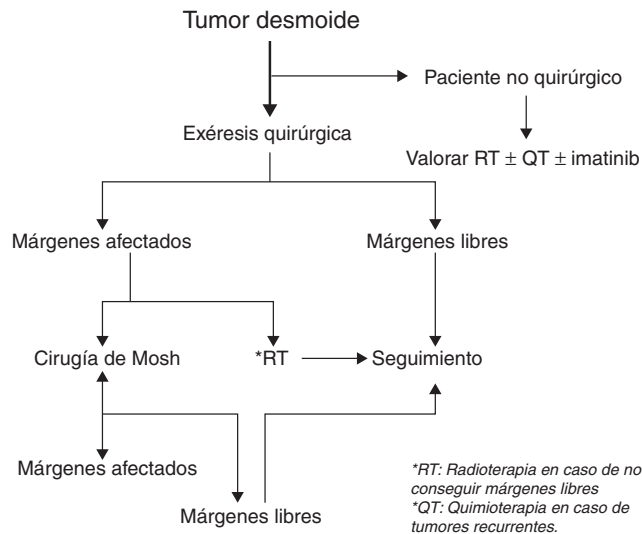 Tumor desmoide
Paciente no quirúrgico
Exéresis quirúrgica
Valorar RT ± QT ± imatinib
Márgenes afectados
Márgenes libres
Cirugía de Mosh
*RT
Seguimiento
Márgenes afectados
Márgenes libres
*RT: Radioterapia en caso de no
conseguir márgenes libres
*QT: Quimioterapia en caso de
tumores recurrentes.